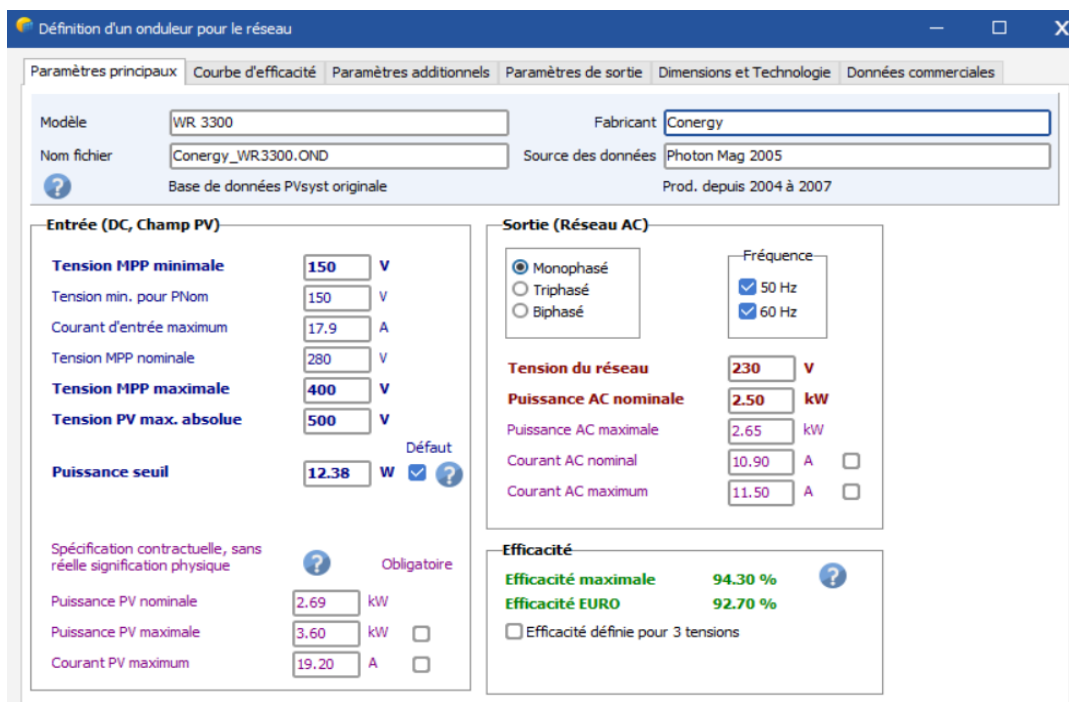 Définition d'un onduleur pour le réseau
Paramètres principaux Courbe d'efficacité Paramètres additionnels Paramètres de sortie Dimensions et Technologie Données commerciales
Modèle WR 3300 Fabricant Conergy
Nom fichier Conergy_WR3300.OND Source des données Photon Mag 2005
? Base de données PVsyst originale Prod. depuis 2004 à 2007
Entrée (DC, Champ PV)
Tension MPP minimale 150 V
Tension min. pour PNom 150 V
Courant d'entrée maximum 17.9 A
Tension MPP nominale 280 V
Tension MPP maximale 400 V
Tension PV max. absolue 500 V
Défaut
Puissance seuil 12.38 W ?
Spécification contractuelle, sans
réelle signification physique ? Obligatoire
Puissance PV nominale 2.69 kW
Puissance PV maximale 3.60 kW
Courant PV maximum 19.20 A
Sortie (Réseau AC)
Monophasé
Triphasé
Biphasé
Fréquence
50 Hz
60 Hz
Tension du réseau 230 V
Puissance AC nominale 2.50 kW
Puissance AC maximale 2.65 kW
Courant AC nominal 10.90 A
Courant AC maximum 11.50 A
Efficacité
Efficacité maximale 94.30 % ?
Efficacité EURO 92.70 %
Efficacité définie pour 3 tensions